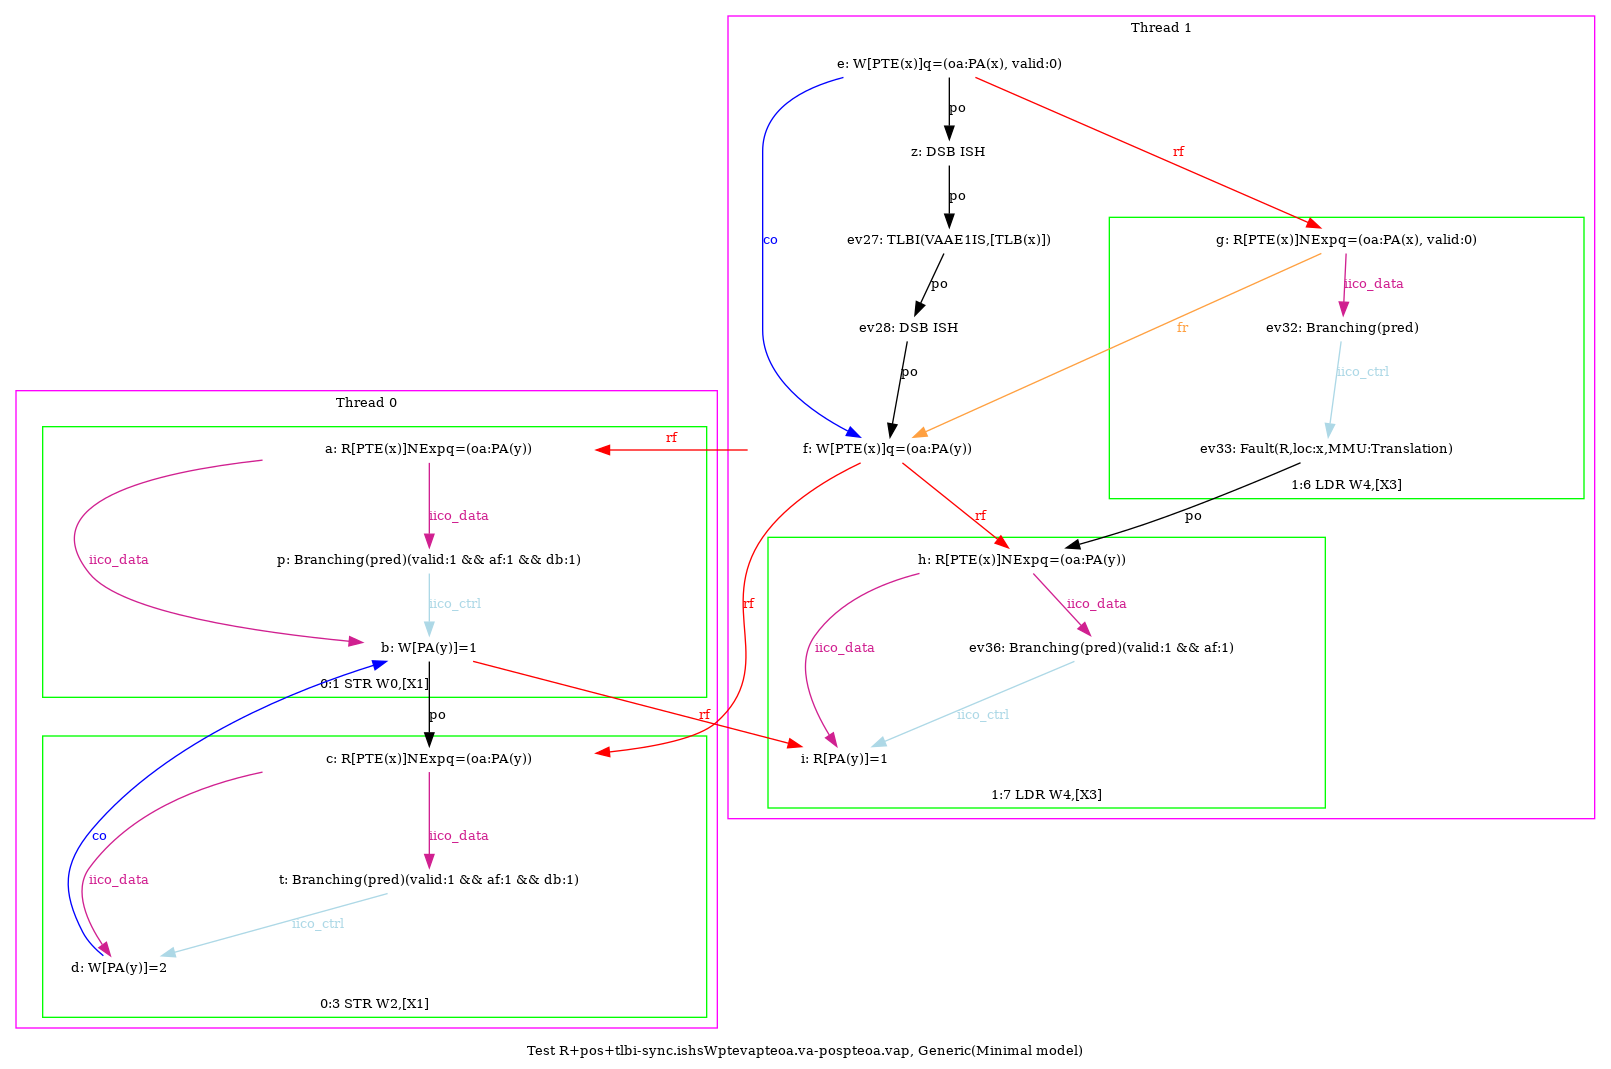 Thread 1
e: W[PTE(x)]q=(oa:PA(x), valid:0)
po
z: DSB ISH
rf
po
co
ev27: TLBI(VAAE1IS,[TLB(x)])
g: R[PTE(x)]NExpq=(oa:PA(x), valid:0)
po
iico_data
ev28: DSB ISH
fr
ev32: Branching(pred)
po
iico_ctrl
Thread 0
a: R[PTE(x)]NExpq=(oa:PA(y))
rf
f: W[PTE(x)]q=(oa:PA(y))
ev33: Fault(R,loc:x,MMU:Translation)
1:6 LDR W4,[X3]
iico_data
rf
po
iico_data
p: Branching(pred)(valid:1 && af:1 && db:1)
h: R[PTE(x)]NExpq=(oa:PA(y))
iico_ctrl
rf
iico_data
b: W[PA(y)]=1
iico_data
ev36: Branching(pred)(valid:1 && af:1)
0:1 STR W0,[X1]
po
rf
iico_ctrl
c: R[PTE(x)]NExpq=(oa:PA(y))
i: R[PA(y)]=1
1:7 LDR W4,[X3]
co
iico_data
iico_data
t: Branching(pred)(valid:1 && af:1 && db:1)
iico_ctrl
d: W[PA(y)]=2
0:3 STR W2,[X1]
Test R+pos+tlbi-sync.ishsWptevapteoa.va-pospteoa.vap, Generic(Minimal model)